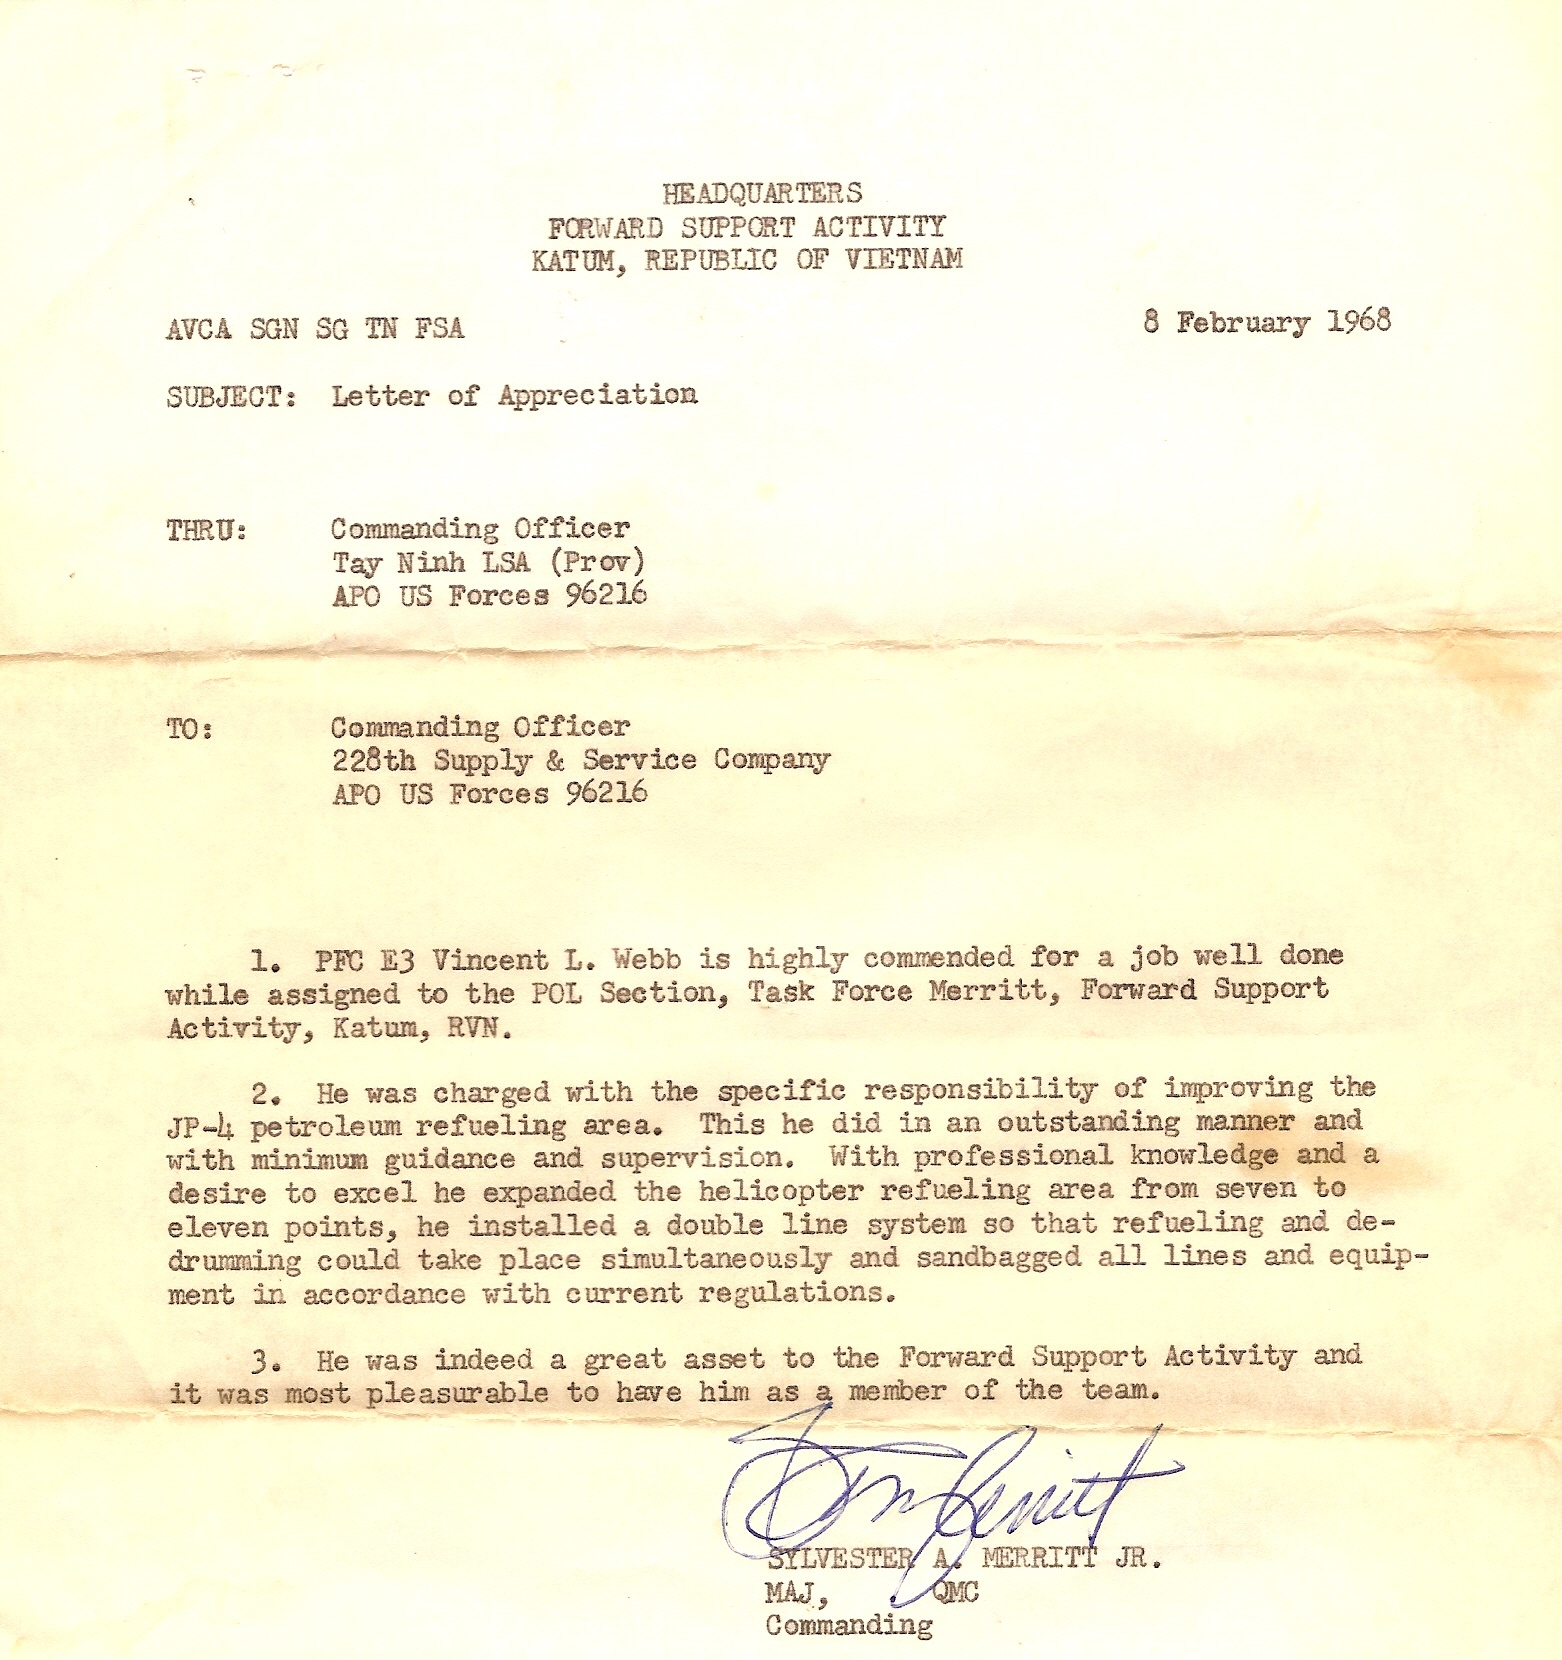 HEADQUARTERS
FORWARD SUPPORT ACTIVITY
KATUM, REPUBLIC OF VIETNAM
AVCA SGN SG TN FSA 8 February 1968
SUBJECT: Letter of Appreciation
THRU: Commanding Officer
Tay Ninh LSA (Prov)
APO US Forces 96216
TO: Commanding Officer
228th Supply & Service Company
APO US Forces 96216
1. PFC E3 Vincent L. Webb is highly commended for a job well done
while assigned to the POL Section, Task Force Merritt, Forward Support
Activity, Katum, RVN.
2. He was charged with the specific responsibility of improving the
JP-4 petroleum refueling area. This he did in an outstanding manner and
with minimum guidance and supervision. With professional knowledge and a
desire to excel he expanded the helicopter refueling area from seven to
eleven points, he installed a double line system so that refueling and de-
drumming could take place simultaneously and sandbagged all lines and equip-
ment in accordance with current regulations.
3. He was indeed a great asset to the Forward Support Activity and
it was most pleasurable to have him as a member of the team.
SYLVESTER A. MERRITT JR.
MAJ, QMC
Commanding